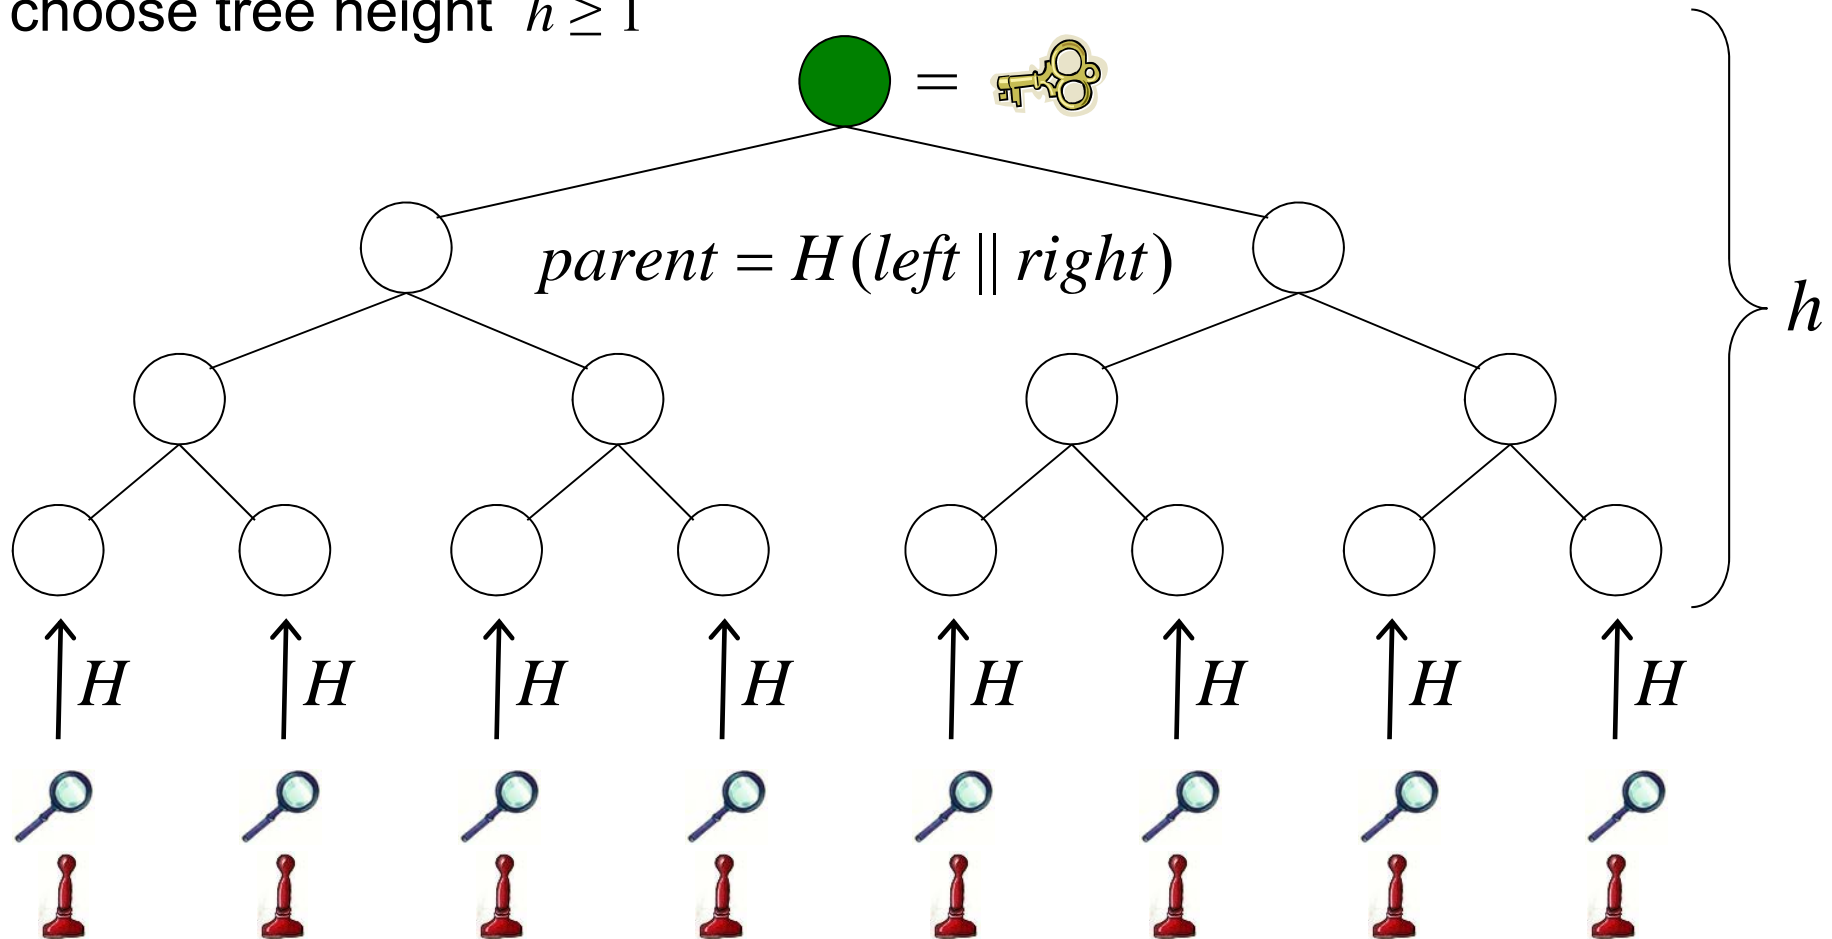 choose tree height h ≥ 1
=
parent = H(left || right)
h
H H H H H H H H